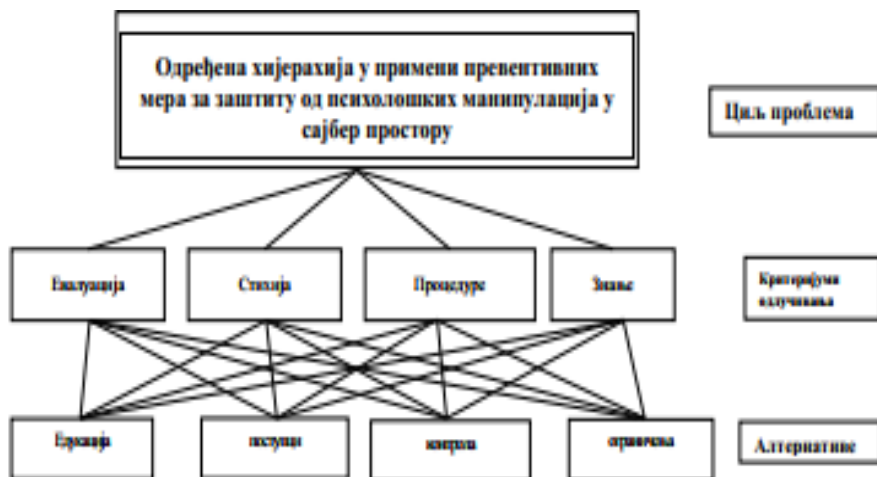 Одређена хијерахија у примени превентивних
мера за заштиту од психолошких манипулација у
сајбер простору
Циљ проблема
Евалуација
Стихија
Процедуре
Знање
Критеријуми
одлучивања
Едукација
поступци
контрола
ограничења
Алтернативе